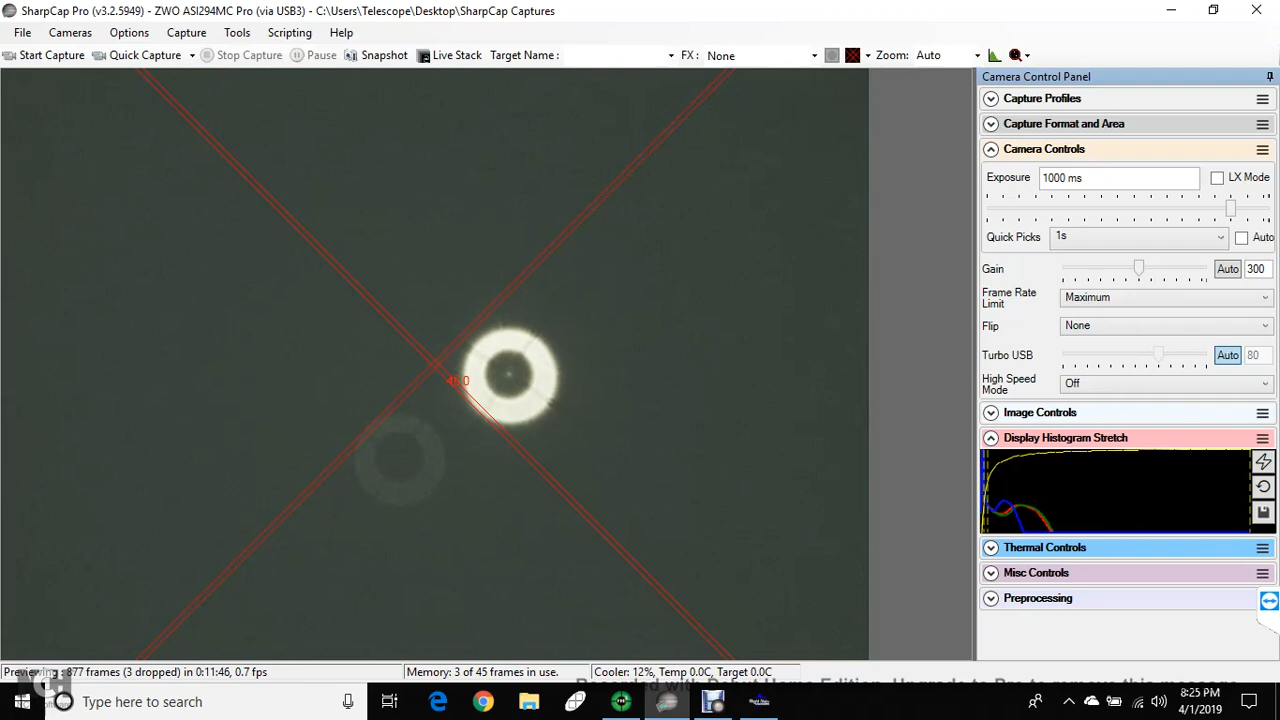 SharpCap Pro (v3.2.5949) - ZWO ASI294MC Pro (via USB3) - C:\Users\Telescope\Desktop\SharpCap Captures
File Cameras Options Capture Tools Scripting Help
Start Capture Quick Capture Stop Capture Pause Snapshot Live Stack Target Name : FX : None Zoom: Auto
Camera Control Panel
Capture Profiles
Capture Format and Area
Camera Controls
Exposure 1000 ms LX Mode
Quick Picks 1s Auto
Gain Auto 300
Frame Rate
Limit
Maximum
Flip None
Turbo USB Auto 80
High Speed
Mode
Off
Image Controls
Display Histogram Stretch
Thermal Controls
Misc Controls
Preprocessing
45.0
Previewing : 877 frames (3 dropped) in 0:11:46, 0.7 fps Memory: 3 of 45 frames in use. Cooler: 12%, Temp 0.0C, Target 0.0C
Type here to search
8:25 PM
4/1/2019